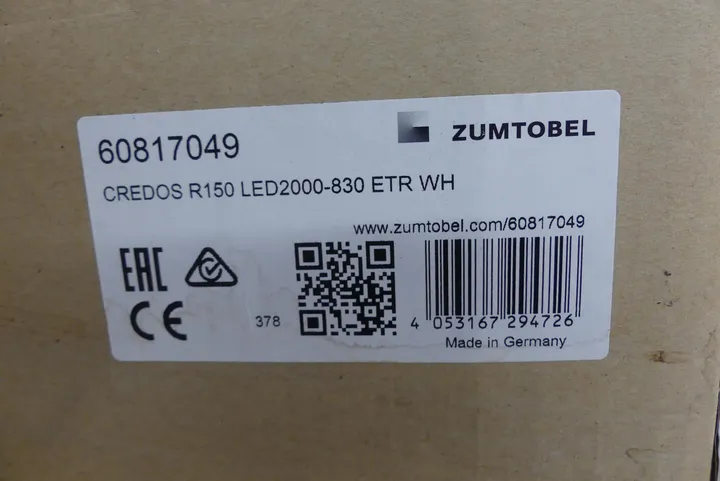 60817049
ZUMTOBEL
CREDOS R150 LED2000-830 ETR WH
www.zumtobel.com/60817049
EAC
CE
378
4 053167 294726
Made in Germany